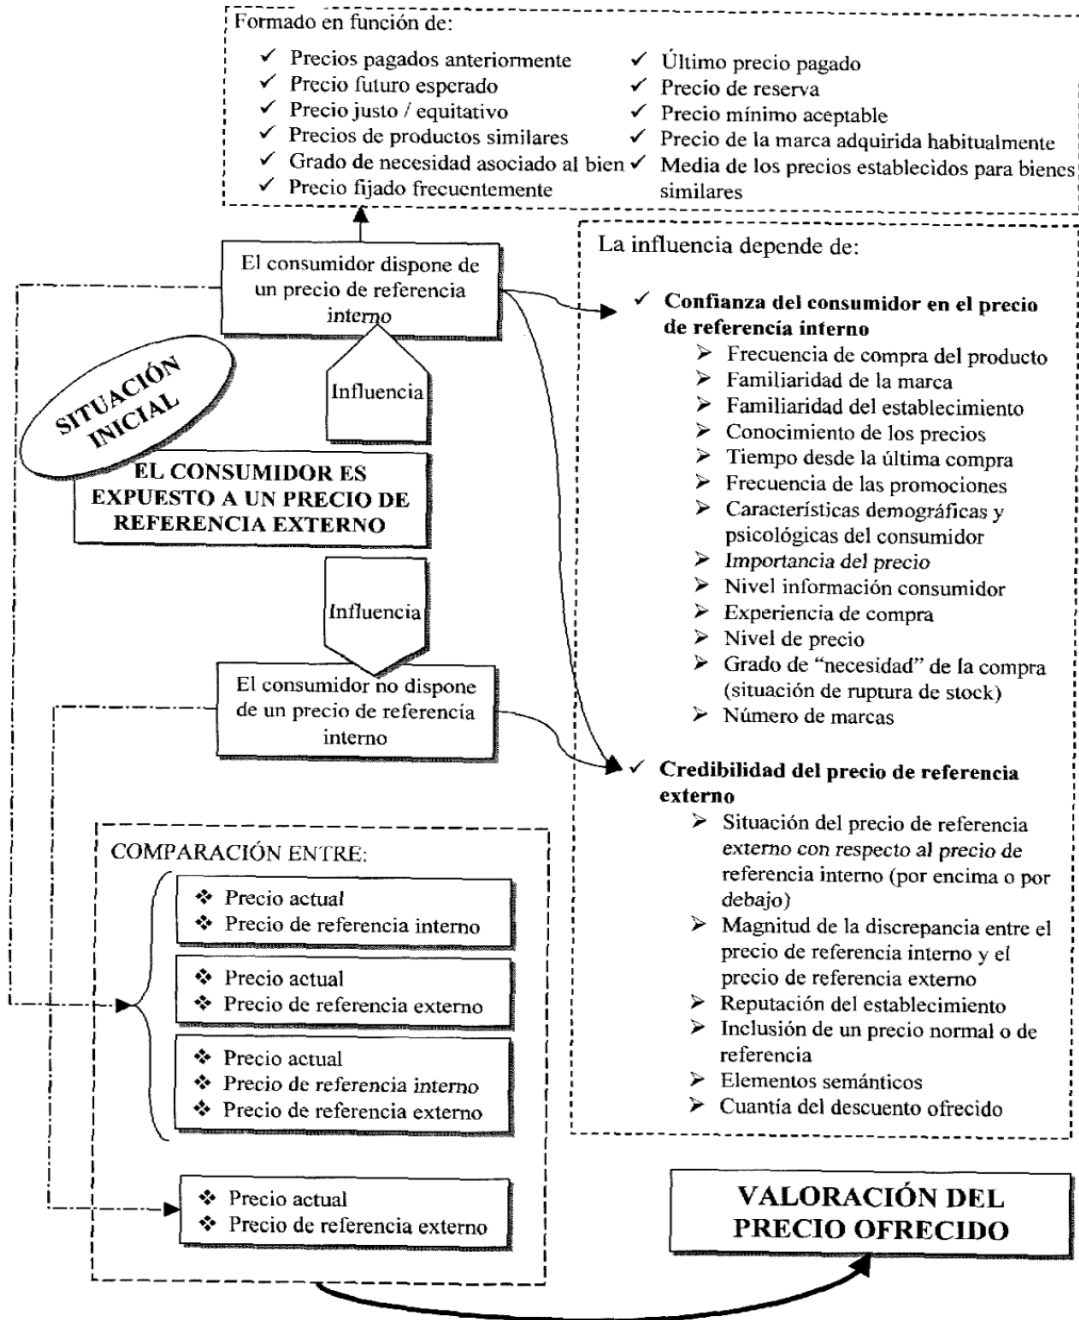 Formado en función de:
✓ Precios pagados anteriormente
✓ Precio futuro esperado
✓ Precio justo / equitativo
✓ Precios de productos similares
✓ Grado de necesidad asociado al bien
✓ Precio fijado frecuentemente
✓ Último precio pagado
✓ Precio de reserva
✓ Precio mínimo aceptable
✓ Precio de la marca adquirida habitualmente
✓ Media de los precios establecidos para bienes
similares
El consumidor dispone de
un precio de referencia
interno
Influencia
SITUACIÓN
INICIAL
EL CONSUMIDOR ES
EXPUESTO A UN PRECIO DE
REFERENCIA EXTERNO
Influencia
El consumidor no dispone
de un precio de referencia
interno
La influencia depende de:
✓ Confianza del consumidor en el precio
de referencia interno
➢ Frecuencia de compra del producto
➢ Familiaridad de la marca
➢ Familiaridad del establecimiento
➢ Conocimiento de los precios
➢ Tiempo desde la última compra
➢ Frecuencia de las promociones
➢ Características demográficas y
psicológicas del consumidor
➢ Importancia del precio
➢ Nivel información consumidor
➢ Experiencia de compra
➢ Nivel de precio
➢ Grado de “necesidad” de la compra
(situación de ruptura de stock)
➢ Número de marcas
✓ Credibilidad del precio de referencia
externo
➢ Situación del precio de referencia
externo con respecto al precio de
referencia interno (por encima o por
debajo)
➢ Magnitud de la discrepancia entre el
precio de referencia interno y el
precio de referencia externo
➢ Reputación del establecimiento
➢ Inclusión de un precio normal o de
referencia
➢ Elementos semánticos
➢ Cuantía del descuento ofrecido
COMPARACIÓN ENTRE:
❖ Precio actual
❖ Precio de referencia interno
❖ Precio actual
❖ Precio de referencia externo
❖ Precio actual
❖ Precio de referencia interno
❖ Precio de referencia externo
❖ Precio actual
❖ Precio de referencia externo
VALORACIÓN DEL
PRECIO OFRECIDO